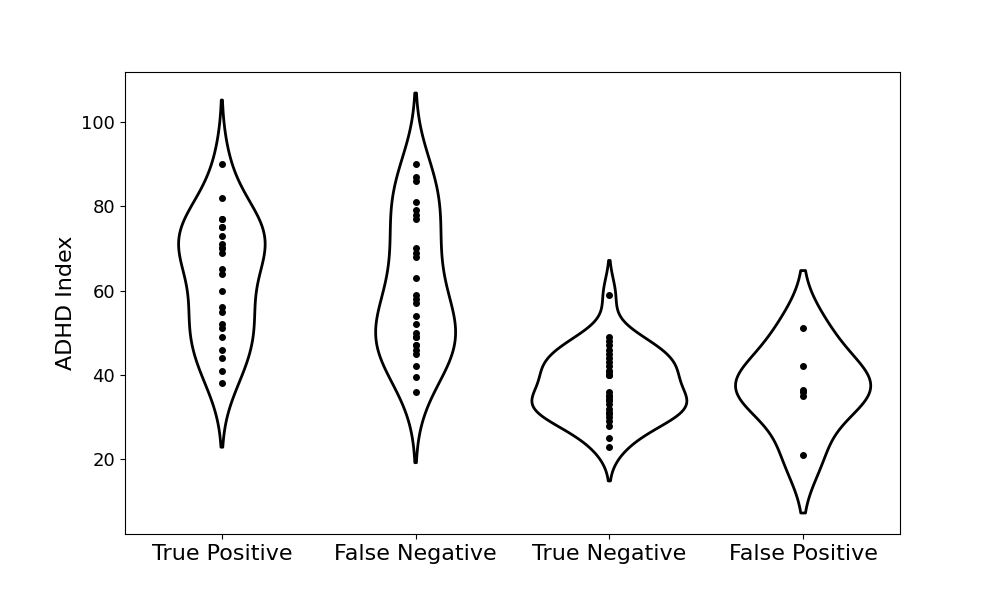 ADHD Index
100
80
60
40
20
True Positive
False Negative
True Negative
False Positive